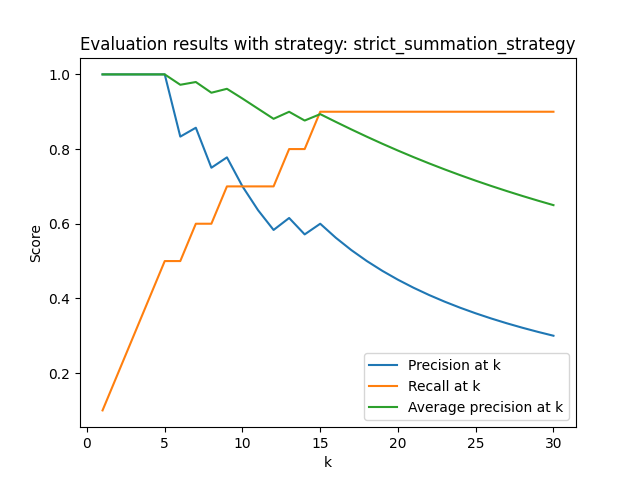 Evaluation results with strategy: strict_summation_strategy
1.0
0.8
0.6
0.4
0.2
Score
0
5
10
15
20
25
30
k
Precision at k
Recall at k
Average precision at k